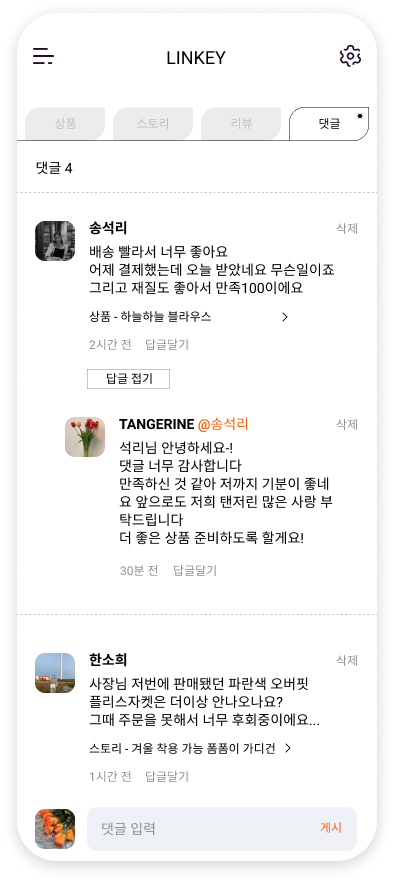 LINKEY
상품 스토리 리뷰 댓글
댓글 4
송석리 삭제
배송 빨라서 너무 좋아요
어제 결제했는데 오늘 받았네요 무슨일이죠
그리고 재질도 좋아서 만족100이에요
상품 - 하늘하늘 블라우스
2시간 전 답글달기
답글 접기
TANGERINE @송석리 삭제
석리님 안녕하세요-!
댓글 너무 감사합니다
만족하신 것 같아 저까지 기분이 좋네
요 앞으로도 저희 탠저린 많은 사랑 부
탁드립니다
더 좋은 상품 준비하도록 할게요!
30분 전 답글달기
한소희 삭제
사장님 저번에 판매됐던 파란색 오버핏
플리스자켓은 더이상 안나오나요?
그때 주문을 못해서 너무 후회중이에요...
스토리 - 겨울 착용 가능 폼폼이 가디건
1시간 전 답글달기
댓글 입력 게시